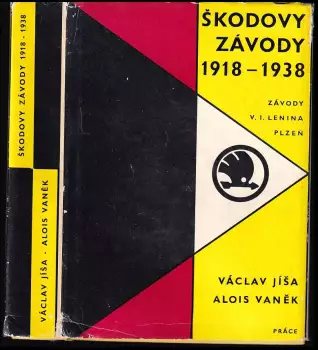 ŠKODOVY
ZÁVODY
1918 – 1938
ZÁVODY
V. I. LENINA
PLZEŇ
VÁCLAV JÍŠA
ALOIS VANĚK
PRÁCE
ŠKODOVY ZÁVODY 1918 - 1938
VÁCLAV JÍŠA - ALOIS VANĚK